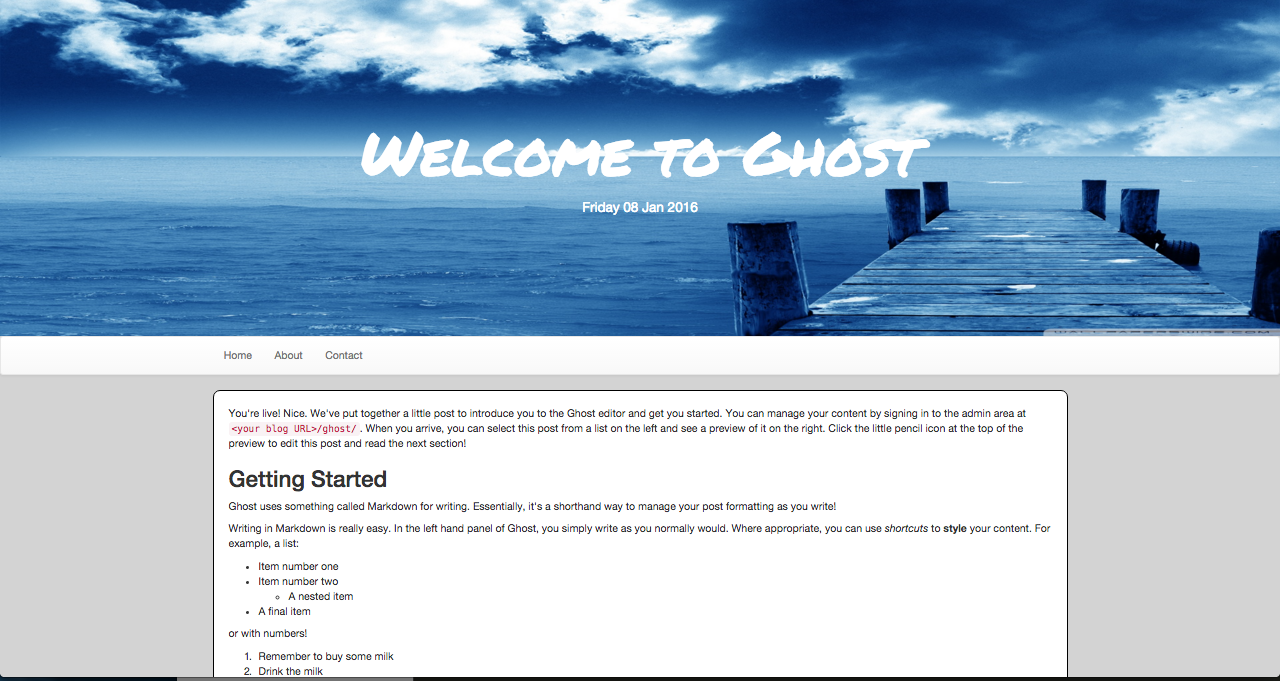 Welcome to Ghost
Friday 08 Jan 2016
Home About Contact
You're live! Nice. We've put together a little post to introduce you to the Ghost editor and get you started. You can manage your content by signing in to the admin area at
<your blog URL>/ghost/ . When you arrive, you can select this post from a list on the left and see a preview of it on the right. Click the little pencil icon at the top of the
preview to edit this post and read the next section!
Getting Started
Ghost uses something called Markdown for writing. Essentially, it's a shorthand way to manage your post formatting as you write!
Writing in Markdown is really easy. In the left hand panel of Ghost, you simply write as you normally would. Where appropriate, you can use shortcuts to style your content. For
example, a list:
• Item number one
• Item number two
◦ A nested item
• A final item
or with numbers!
1. Remember to buy some milk
2. Drink the milk